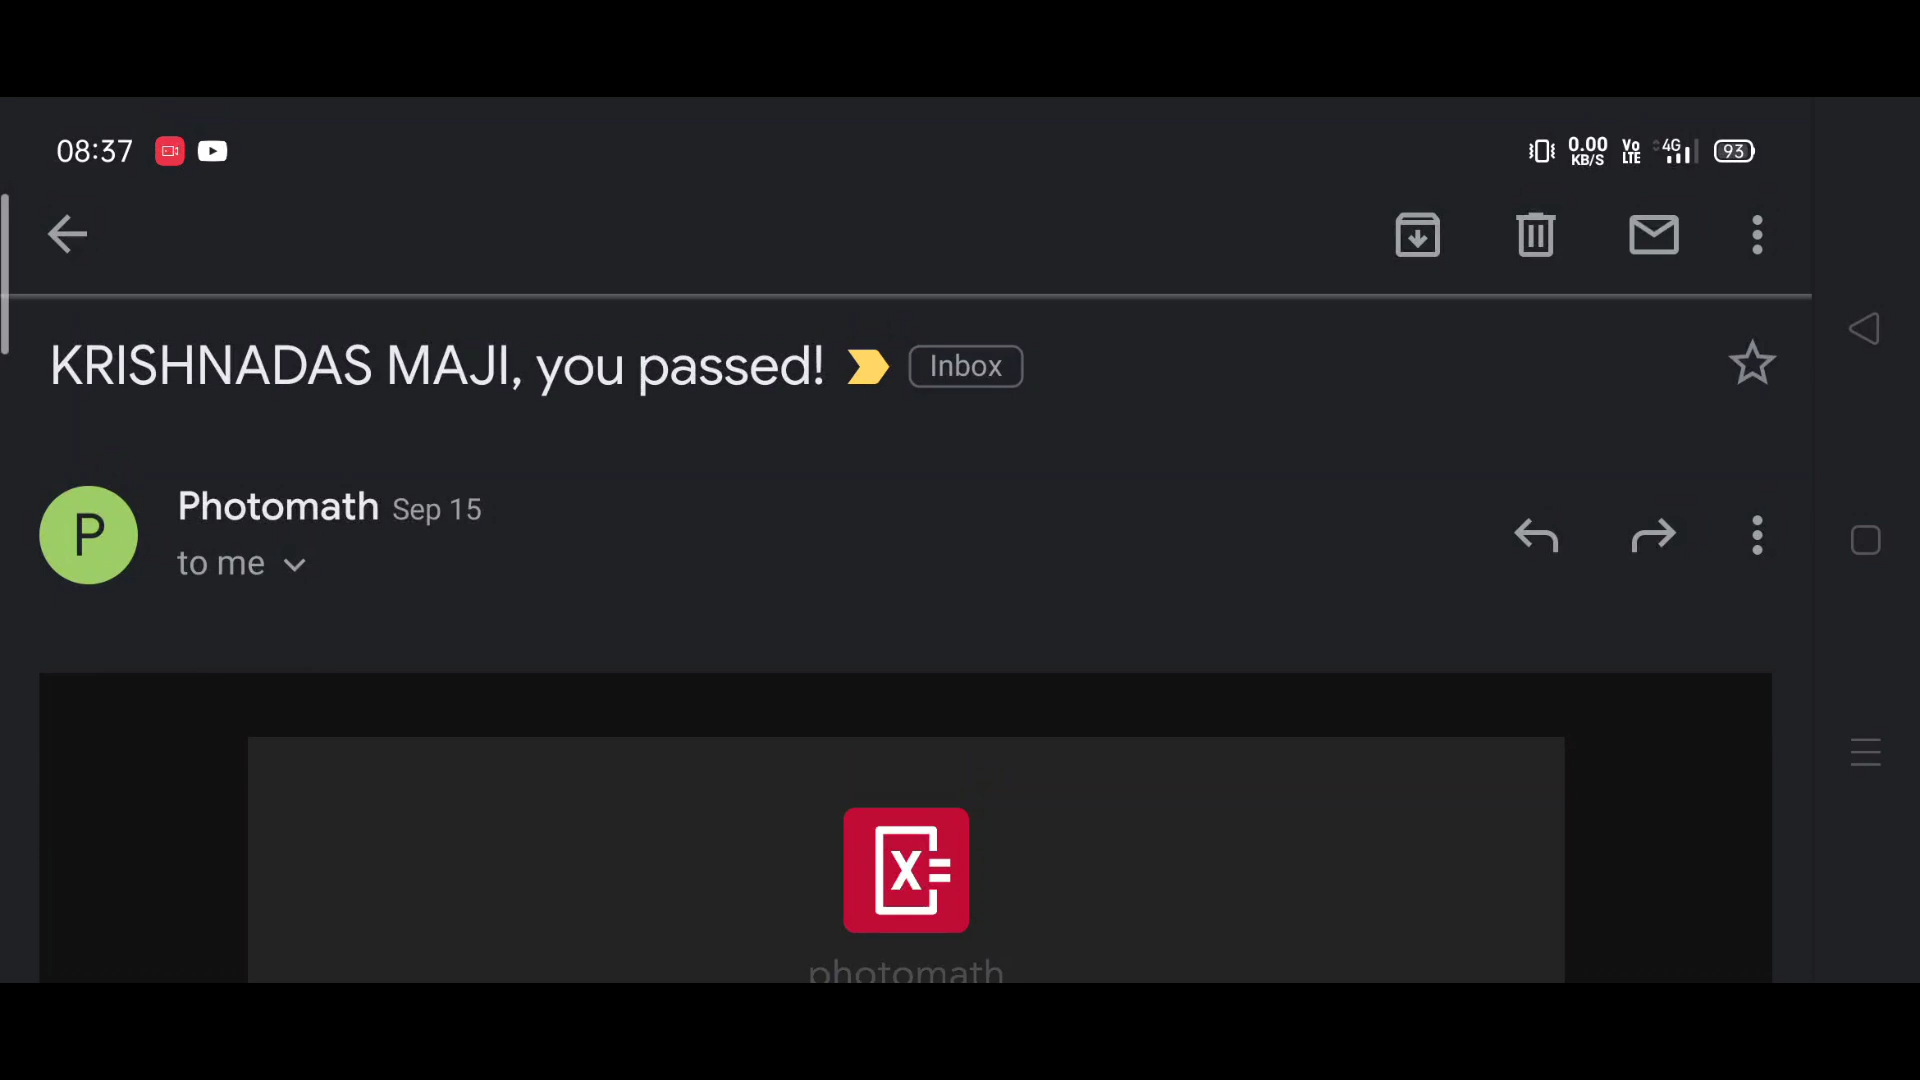 08:37 0.00 KB/S Vo LTE 4G 93
KRISHNADAS MAJI, you passed! Inbox
P Photomath Sep 15
to me
X=
photomath